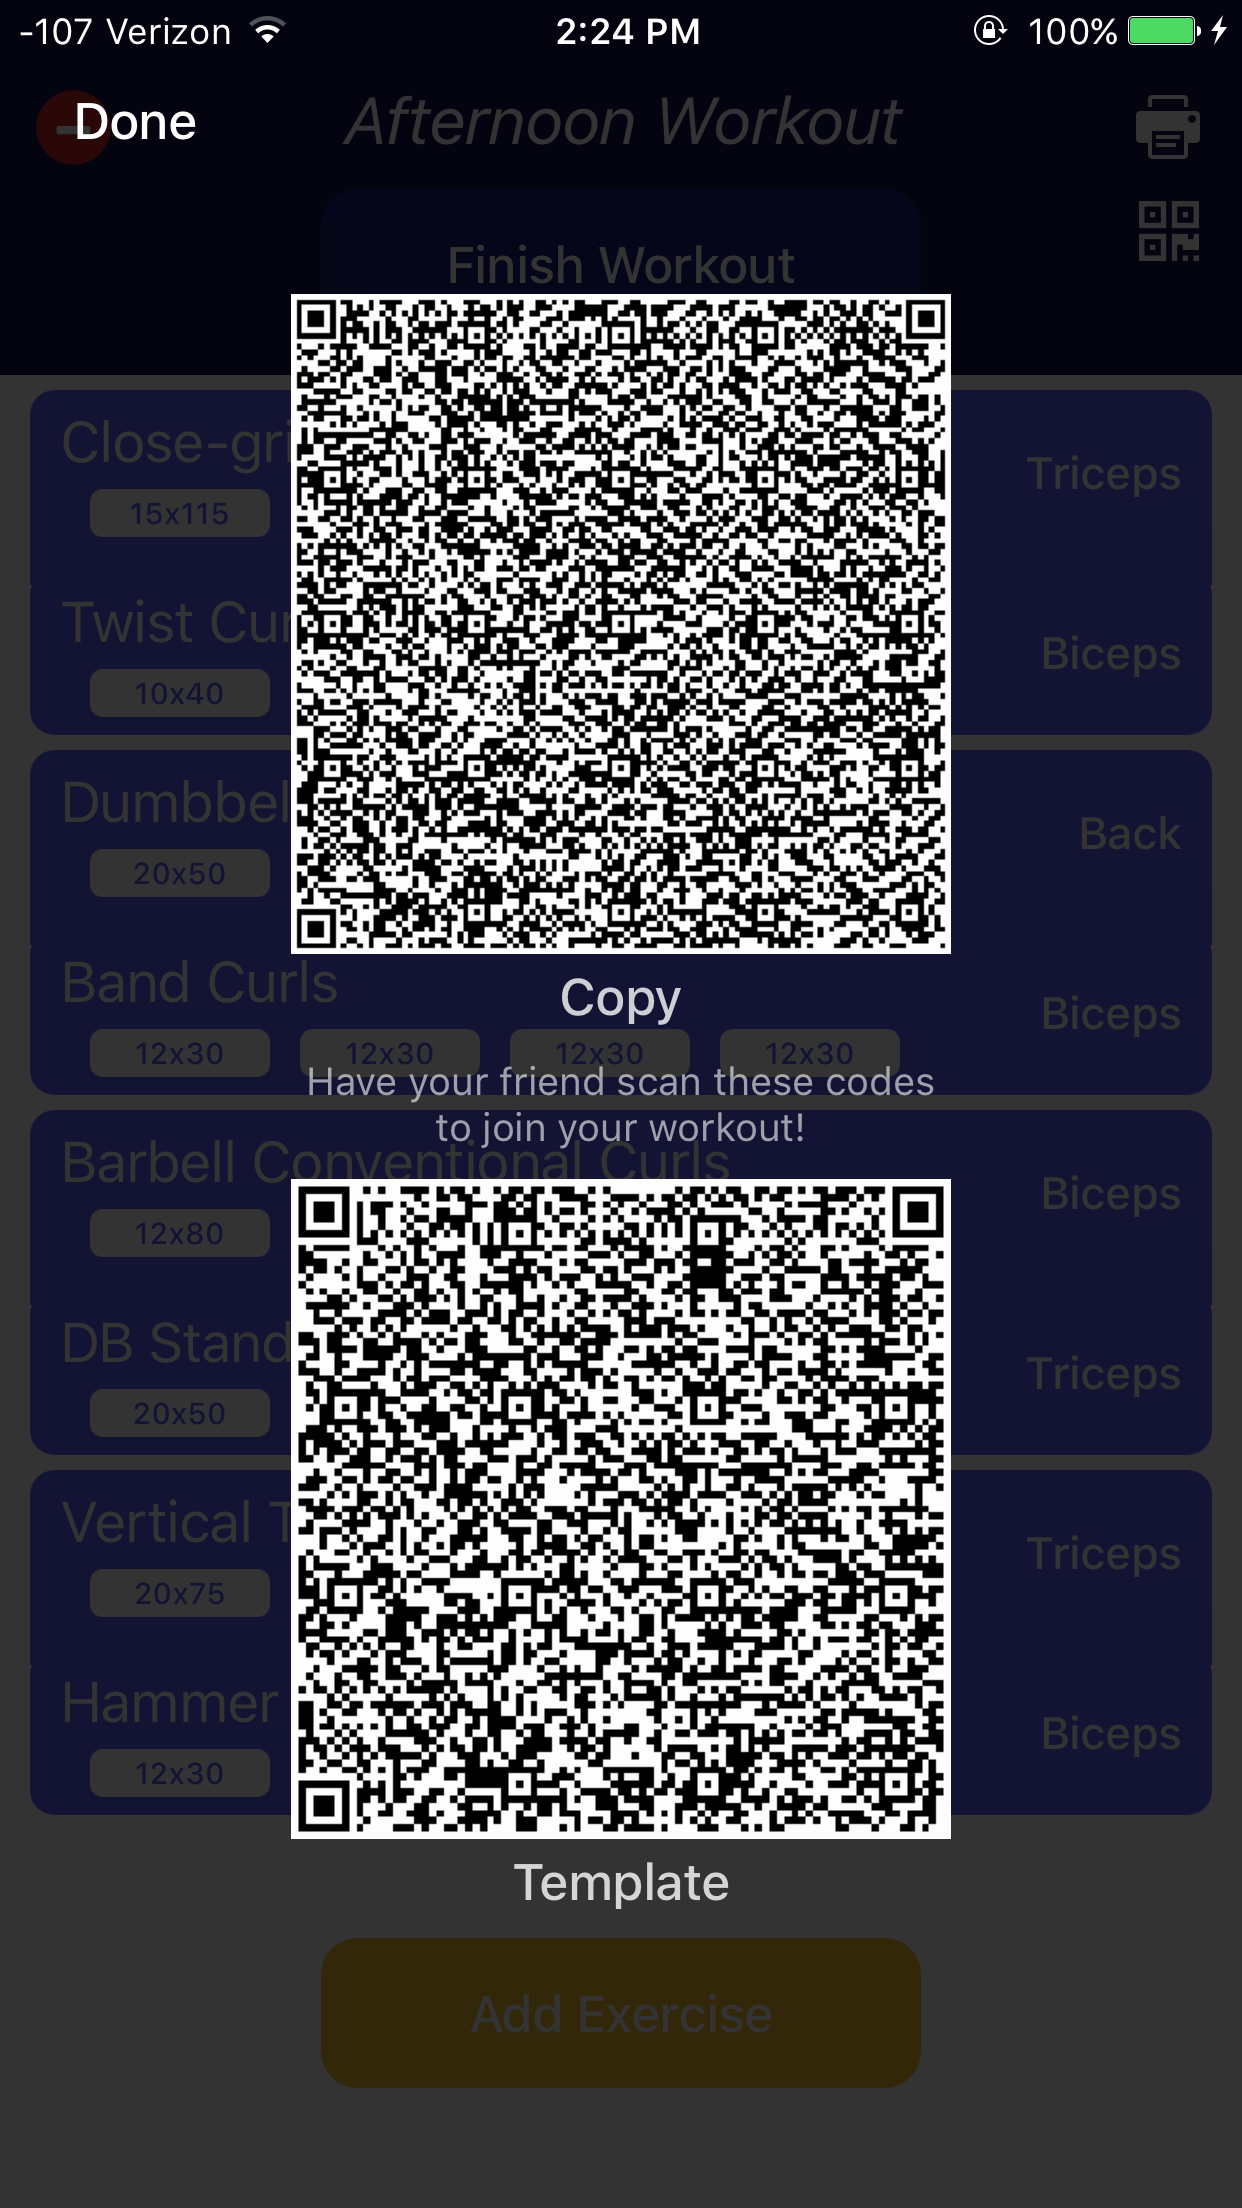 -107 Verizon 2:24 PM 100%
Done Afternoon Workout
Finish Workout
Close-gri Triceps
15x115
Twist Cur Biceps
10x40
Dumbbel Back
20x50
Copy
Band Curls Biceps
12x30 12x30 12x30 12x30
Have your friend scan these codes
to join your workout!
Barbell Conventional Curls Biceps
12x80
DB Stand Triceps
20x50
Vertical T Triceps
20x75
Hammer Biceps
12x30
Template
Add Exercise